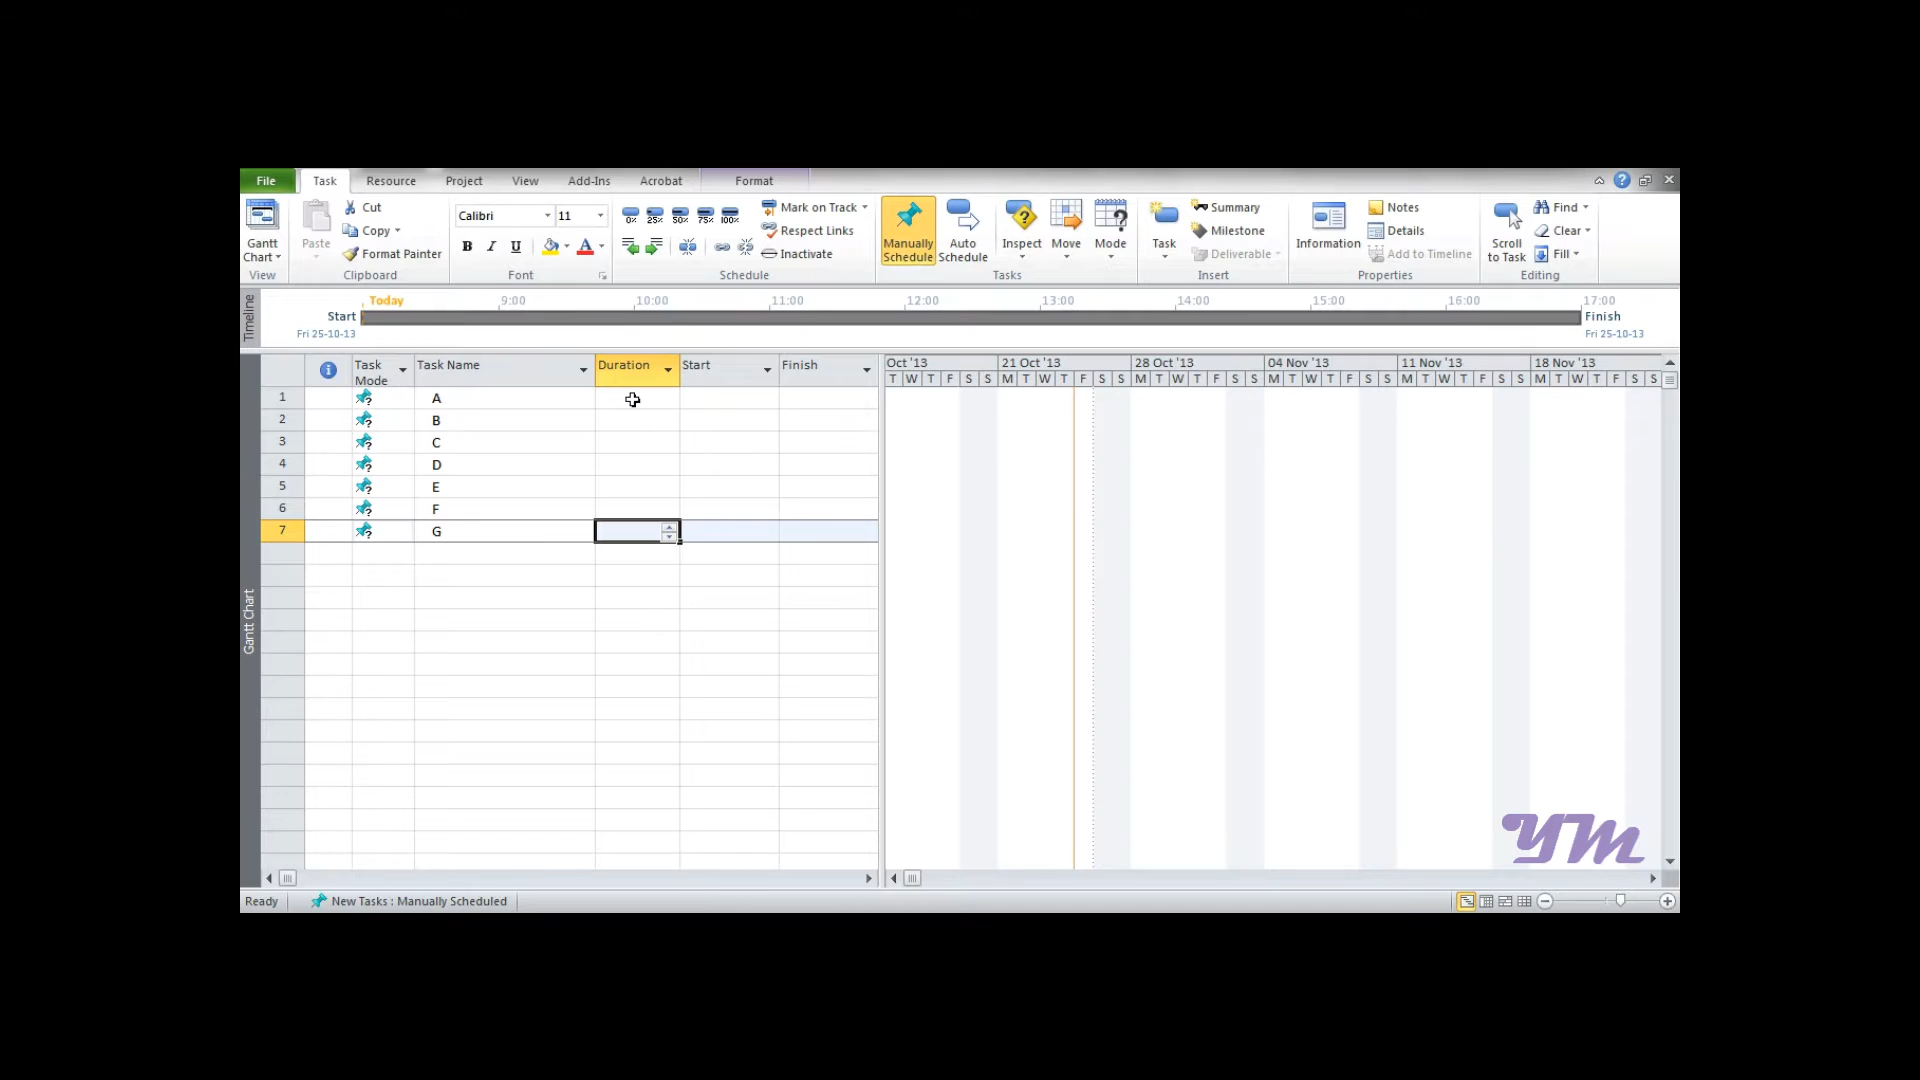 File Task Resource Project View Add-Ins Acrobat Format
Gantt Chart
View
Paste
Cut
Copy
Format Painter
Clipboard
Calibri 11
B I U A
Font
0% 25% 50% 75% 100%
Mark on Track
Respect Links
Inactivate
Schedule
Manually Schedule
Auto Schedule
Inspect
Move
Mode
Tasks
Task
Summary
Milestone
Deliverable
Insert
Information
Notes
Details
Add to Timeline
Properties
Scroll to Task
Find
Clear
Fill
Editing
Timeline
Today 9:00 10:00 11:00 12:00 13:00 14:00 15:00 16:00 17:00
Start Finish
Fri 25-10-13 Fri 25-10-13
Task Mode Task Name Duration Start Finish
Oct '13 21 Oct '13 28 Oct '13 04 Nov '13 11 Nov '13 18 Nov '13
T W T F S S M T W T F S S M T W T F S S M T W T F S S M T W T F S S M T W T F S S
1 A
2 B
3 C
4 D
5 E
6 F
7 G
Gantt Chart
YM
Ready New Tasks : Manually Scheduled